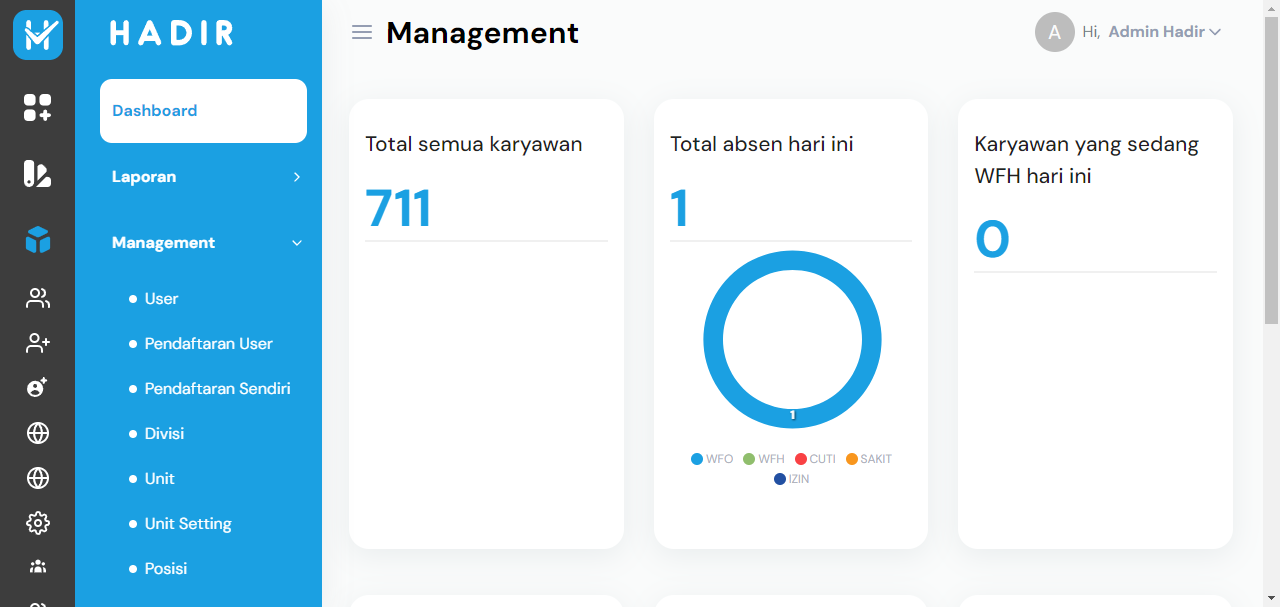 HADIR
Dashboard
Laporan
Management
User
Pendaftaran User
Pendaftaran Sendiri
Divisi
Unit
Unit Setting
Posisi
Management
A
Hi, Admin Hadir
Total semua karyawan
711
Total absen hari ini
1
1
WFO WFH CUTI SAKIT
IZIN
Karyawan yang sedang
WFH hari ini
0